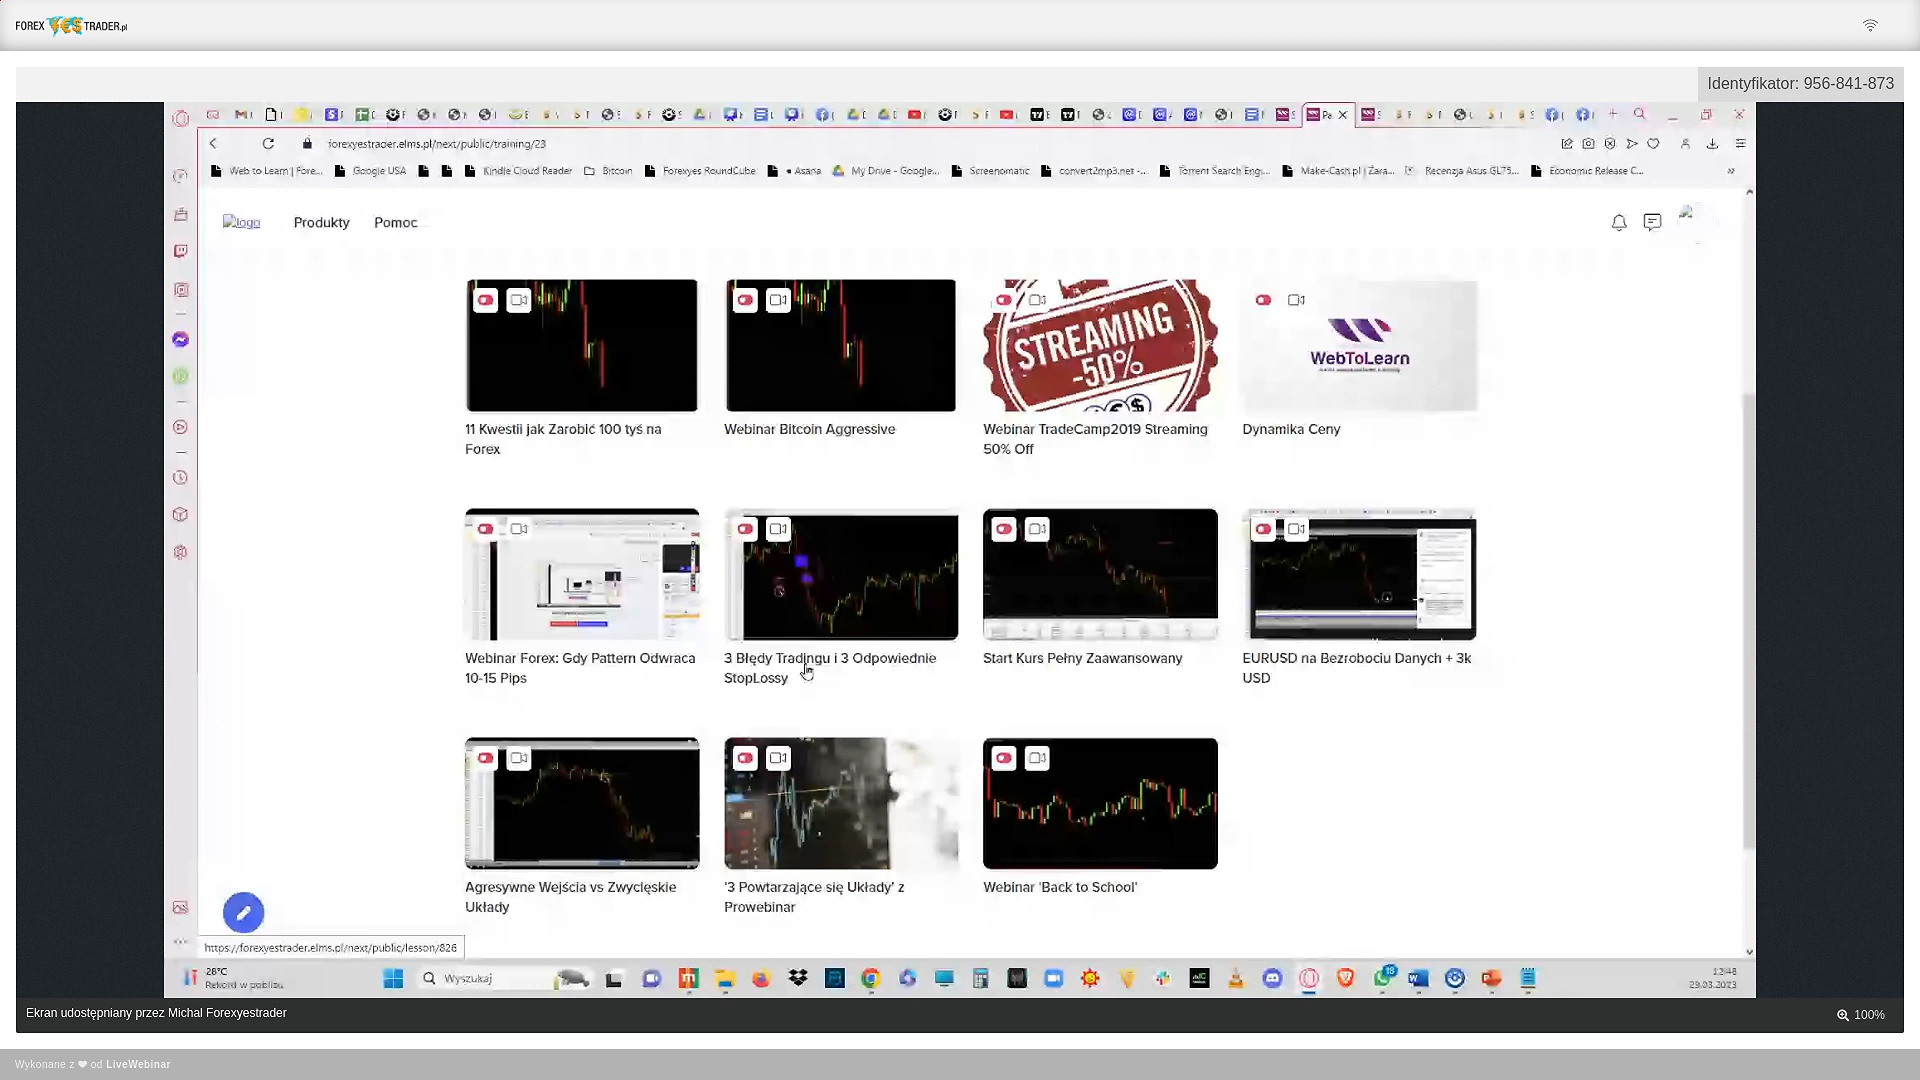 FOREX YES TRADER.pl
Identyfikator: 956-841-873
forexyestrader.elms.pl/next/public/training/23
Web to Learn | Fore...
Google USA
Kindle Cloud Reader
Bitcoin
Forexyes RoundCube
Asana
My Drive - Google...
Screenomatic
convert2mp3.net -...
Torrent Search Engi...
Make-Cash.pl | Zara...
Recenzja Asus GL75...
Economic Release C...
logo
Produkty
Pomoc
STREAMING
-50%
WebToLearn
11 Kwestii jak Zarobić 100 tyś na
Forex
Webinar Bitcoin Aggressive
Webinar TradeCamp2019 Streaming
50% Off
Dynamika Ceny
Webinar Forex: Gdy Pattern Odwraca
10-15 Pips
3 Błędy Tradingu i 3 Odpowiednie
StopLossy
Start Kurs Pełny Zaawansowany
EURUSD na Bezrobociu Danych + 3k
USD
Agresywne Wejścia vs Zwycięskie
Układy
'3 Powtarzające się Układy' z
Prowebinar
Webinar 'Back to School'
https://forexyestrader.elms.pl/next/public/lesson/826
28°C
Rekord w pobliżu
Wyszukaj
12:48
29.03.2023
Ekran udostępniany przez Michal Forexyestrader
100%
Wykonane z ❤ od LiveWebinar